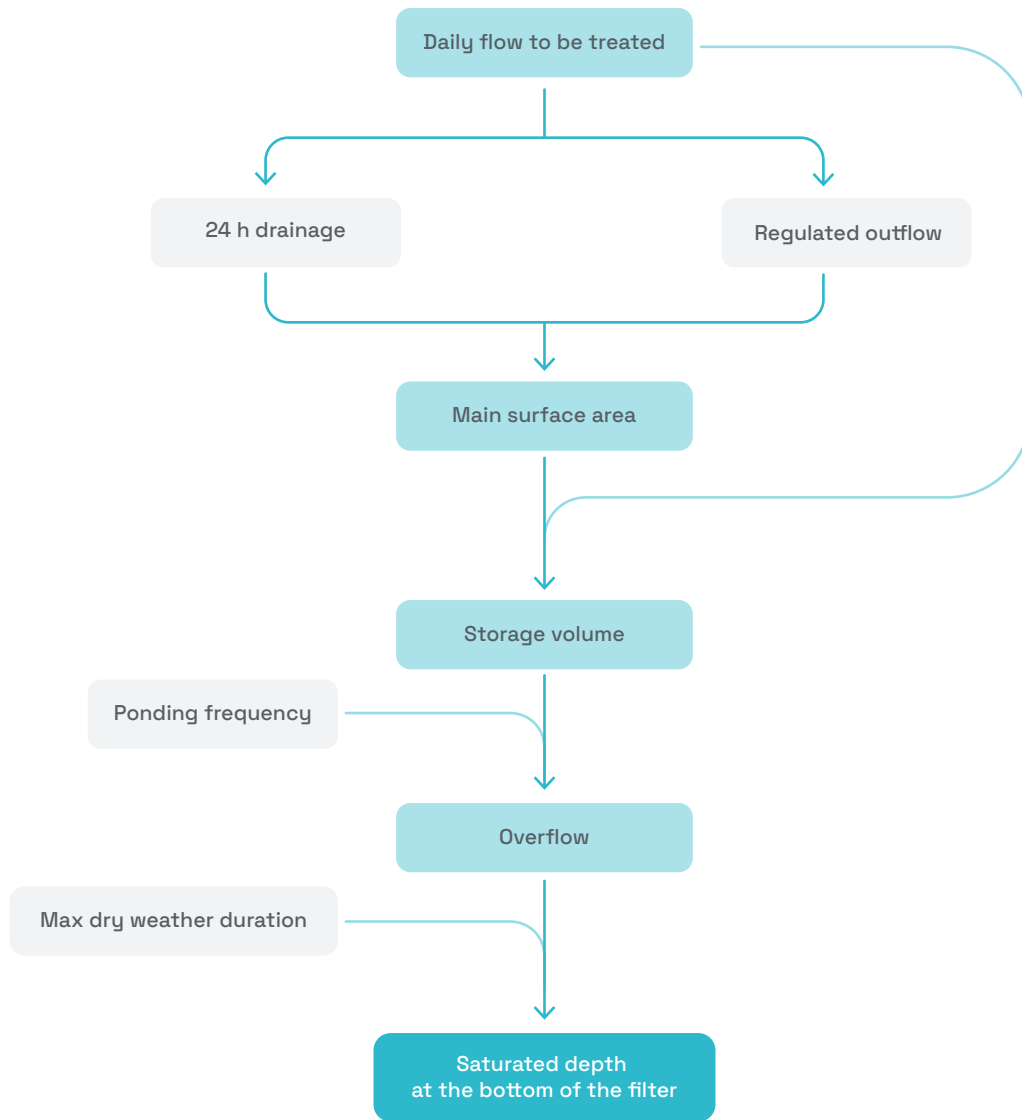 Daily flow to be treated
24 h drainage
Regulated outflow
Main surface area
Storage volume
Ponding frequency
Overflow
Max dry weather duration
Saturated depth
at the bottom of the filter